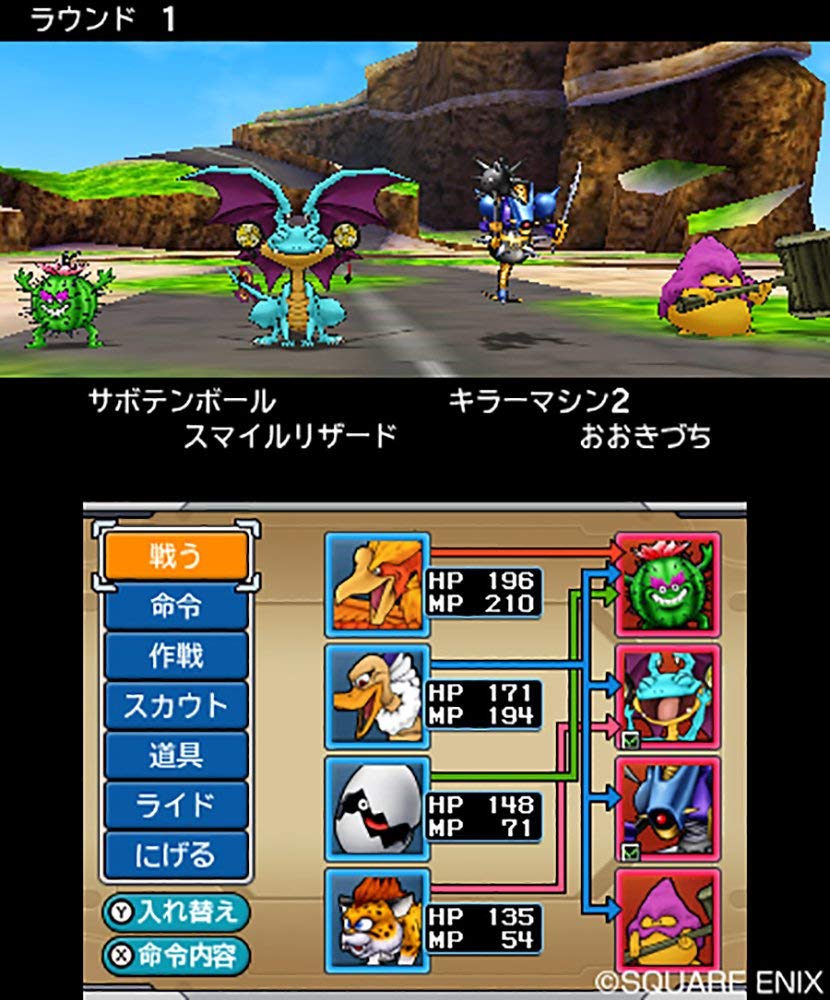 ラウンド 1
サボテンボール
キラーマシン2
スマイルリザード
おおきづち
戦う
命令
作戦
スカウト
道具
ライド
にげる
Y 入れ替え
X 命令内容
HP 196
MP 210
HP 171
MP 194
HP 148
MP 71
HP 135
MP 54
©SQUARE ENIX